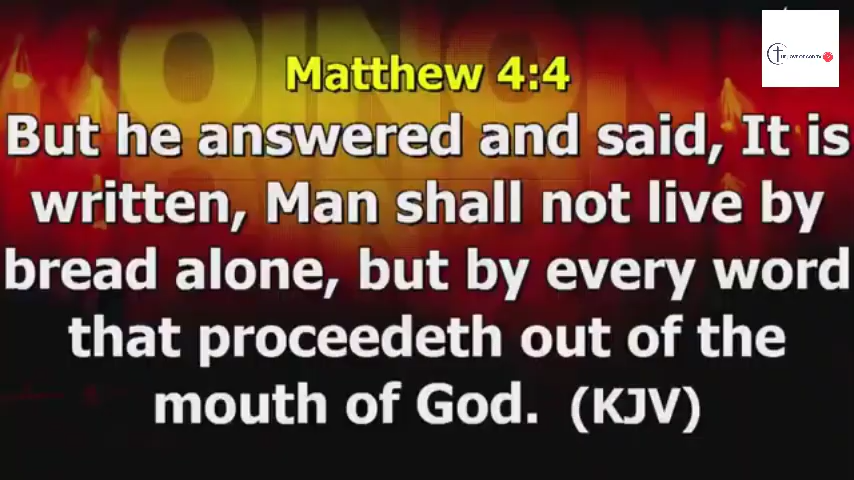 Matthew 4:4
But he answered and said, It is
written, Man shall not live by
bread alone, but by every word
that proceedeth out of the
mouth of God. (KJV)